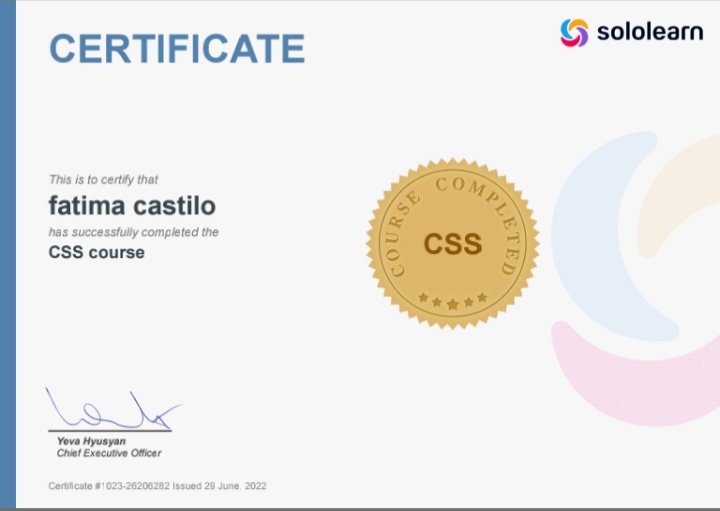 CERTIFICATE
sololearn
This is to certify that
fatima castilo
has successfully completed the
CSS course
COURSE COMPLETED
CSS
Yeva Hyusyan
Chief Executive Officer
Certificate #1023-26206282 Issued 29 June. 2022